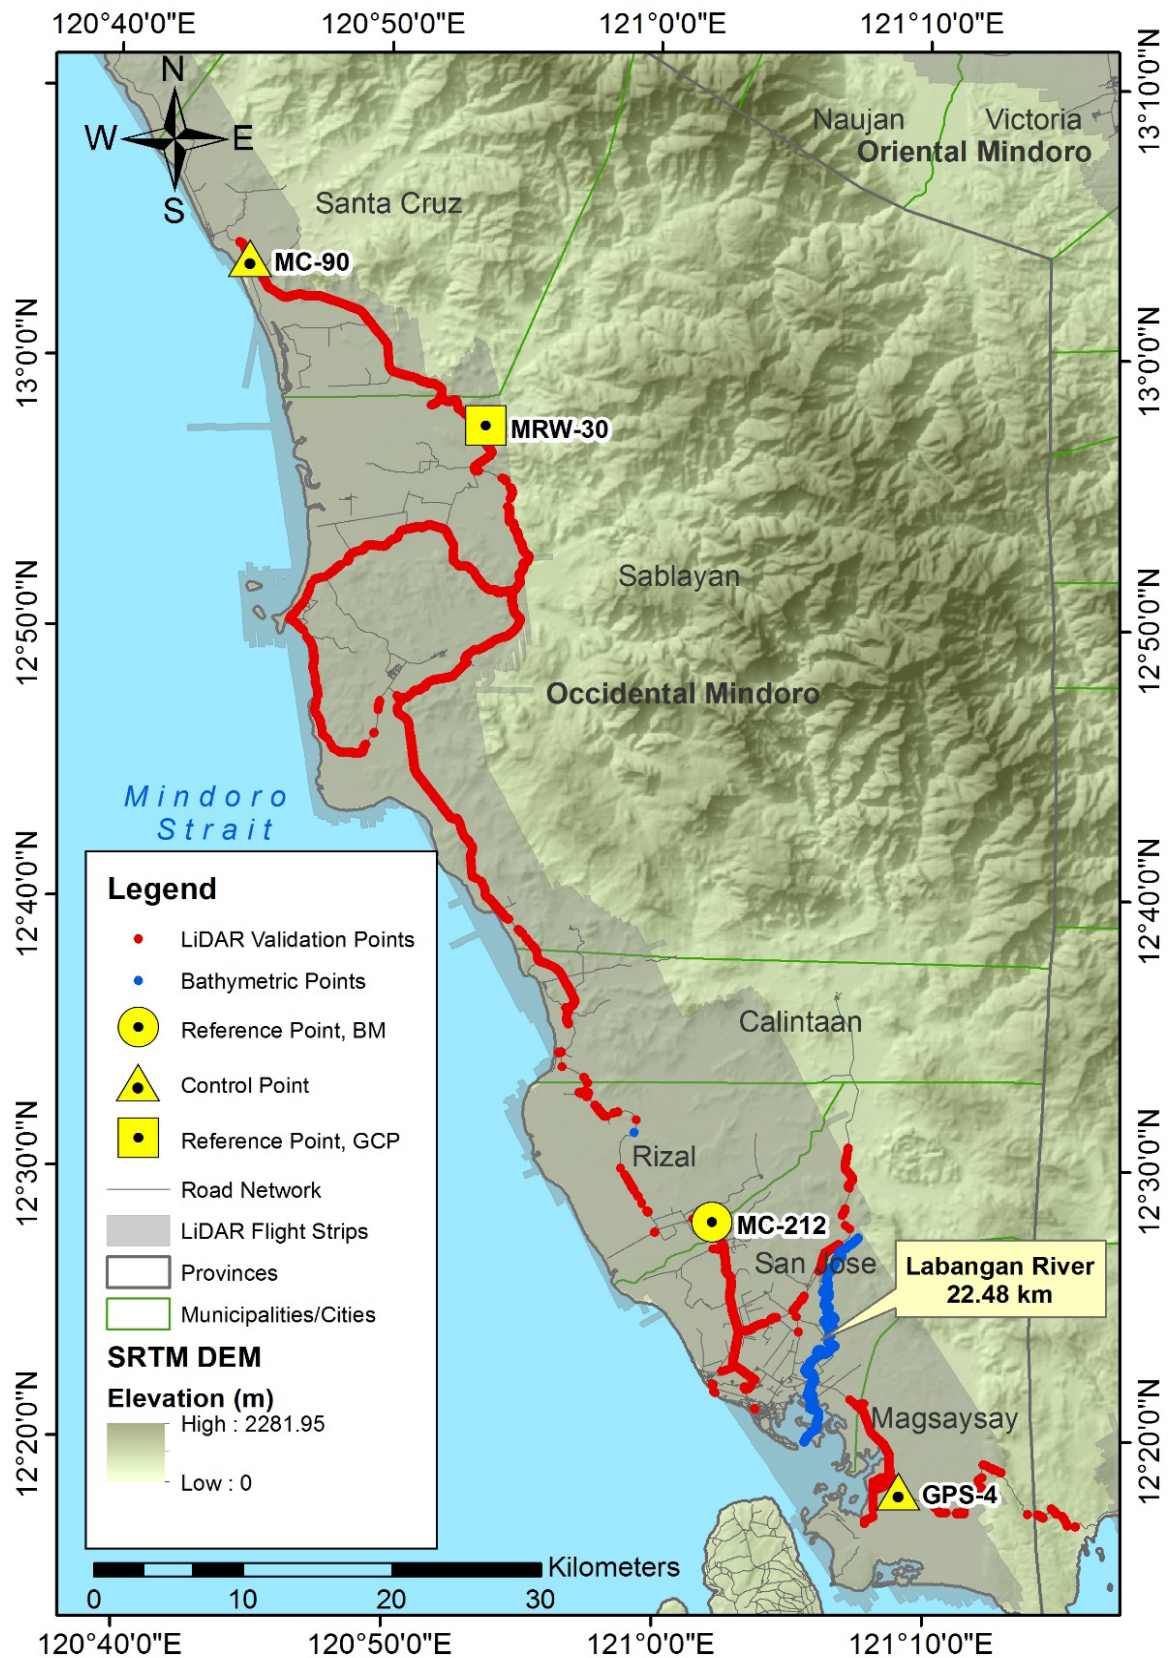 120°40'0"E
120°50'0"E
121°0'0"E
121°10'0"E
N
W
E
S
13°10'0"N
Naujan
Victoria
Oriental Mindoro
Santa Cruz
MC-90
13°0'0"N
13°0'0"N
MRW-30
Sablayan
12°50'0"N
12°50'0"N
Occidental Mindoro
Mindoro
Strait
12°40'0"N
12°40'0"N
Calintaan
Rizal
12°30'0"N
12°30'0"N
MC-212
San Jose
Labangan River
22.48 km
Magsaysay
12°20'0"N
12°20'0"N
GPS-4
Legend
LiDAR Validation Points
Bathymetric Points
Reference Point, BM
Control Point
Reference Point, GCP
Road Network
LiDAR Flight Strips
Provinces
Municipalities/Cities
SRTM DEM
Elevation (m)
High : 2281.95
Low : 0
Kilometers
0
10
20
30
120°40'0"E
120°50'0"E
121°0'0"E
121°10'0"E